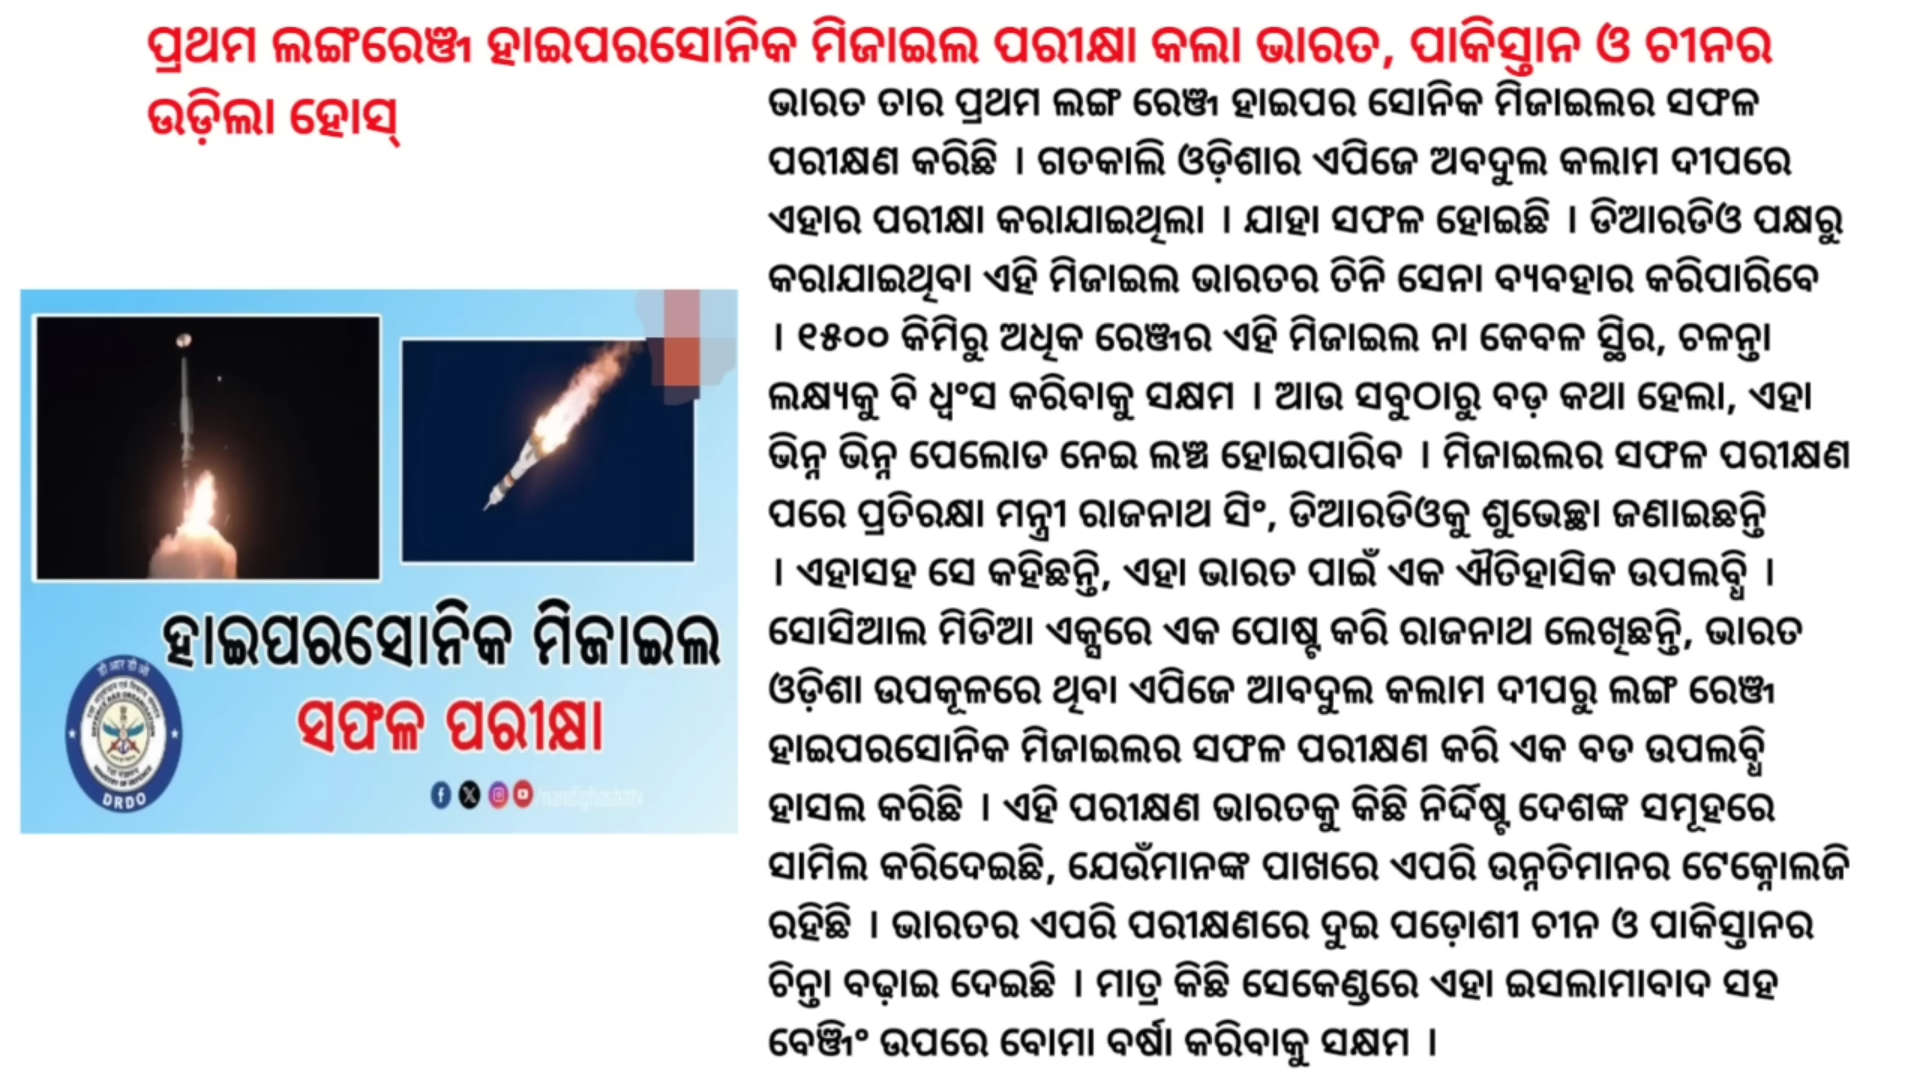 ପ୍ରଥମ ଲଙ୍ଗରେଞ୍ଜ ହାଇପରସୋନିକ ମିଜାଇଲ ପରୀକ୍ଷା କଲା ଭାରତ, ପାକିସ୍ତାନ ଓ ଚୀନର
ଉଡ଼ିଲା ହୋସ୍
ଭାରତ ତାର ପ୍ରଥମ ଲଙ୍ଗ ରେଞ୍ଜ ହାଇପର ସୋନିକ ମିଜାଇଲର ସଫଳ
ପରୀକ୍ଷଣ କରିଛି । ଗତକାଲି ଓଡ଼ିଶାର ଏପିଜେ ଅବଦୁଲ କଲାମ ଦ୍ୀପରେ
ଏହାର ପରୀକ୍ଷା କରାଯାଇଥିଲା । ଯାହା ସଫଳ ହୋଇଛି । ଡିଆରଡିଓ ପକ୍ଷରୁ
କରାଯାଇଥିବା ଏହି ମିଜାଇଲ ଭାରତର ତିନି ସେନା ବ୍ୟବହାର କରିପାରିବେ
। ୧୫୦୦ କିମିରୁ ଅଧିକ ରେଞ୍ଜର ଏହି ମିଜାଇଲ ନା କେବଳ ସ୍ଥିର, ଚଳନ୍ତା
ଲକ୍ଷ୍ୟକୁ ବି ଧ୍ୱଂସ କରିବାକୁ ସକ୍ଷମ । ଆଉ ସବୁଠାରୁ ବଡ଼ କଥା ହେଲା, ଏହା
ଭିନ୍ନ ଭିନ୍ନ ପେଲୋଡ ନେଇ ଲଞ୍ଚ ହୋଇପାରିବ । ମିଜାଇଲର ସଫଳ ପରୀକ୍ଷଣ
ପରେ ପ୍ରତିରକ୍ଷା ମନ୍ତ୍ରୀ ରାଜନାଥ ସିଂ, ଡିଆରଡିଓକୁ ଶୁଭେଚ୍ଛା ଜଣାଇଛନ୍ତି
। ଏହାସହ ସେ କହିଛନ୍ତି, ଏହା ଭାରତ ପାଇଁ ଏକ ଐତିହାସିକ ଉପଲବ୍ଧି ।
ସୋସିଆଲ ମିଡିଆ ଏକ୍ସରେ ଏକ ପୋଷ୍ଟ କରି ରାଜନାଥ ଲେଖିଛନ୍ତି, ଭାରତ
ଓଡ଼ିଶା ଉପକୂଳରେ ଥିବା ଏପିଜେ ଆବଦୁଲ କଲାମ ଦୀପରୁ ଲଙ୍ଗ ରେଞ୍ଜ
ହାଇପରସୋନିକ ମିଜାଇଲର ସଫଳ ପରୀକ୍ଷଣ କରି ଏକ ବଡ ଉପଲବ୍ଧି
ହାସଲ କରିଛି । ଏହି ପରୀକ୍ଷଣ ଭାରତକୁ କିଛି ନିର୍ଦ୍ଦିଷ୍ଟ ଦେଶଙ୍କ ସମୂହରେ
ସାମିଲ କରିଦେଇଛି, ଯେଉଁମାନଙ୍କ ପାଖରେ ଏପରି ଉନ୍ନତିମାନର ଟେକ୍ନୋଲଜି
ରହିଛି । ଭାରତର ଏପରି ପରୀକ୍ଷଣରେ ଦୁଇ ପଡ଼ୋଶୀ ଚୀନ ଓ ପାକିସ୍ତାନର
ଚିନ୍ତା ବଢ଼ାଇ ଦେଇଛି । ମାତ୍ର କିଛି ସେକେଣ୍ଡରେ ଏହା ଇସଲାମାବାଦ ସହ
ବେଞ୍ଜିଂ ଉପରେ ବୋମା ବର୍ଷା କରିବାକୁ ସକ୍ଷମ ।
ହାଇପରସୋନିକ ମିଜାଇଲ
ସଫଳ ପରୀକ୍ଷା
डी आर डी ओ
DRDO
/nandighoshatv